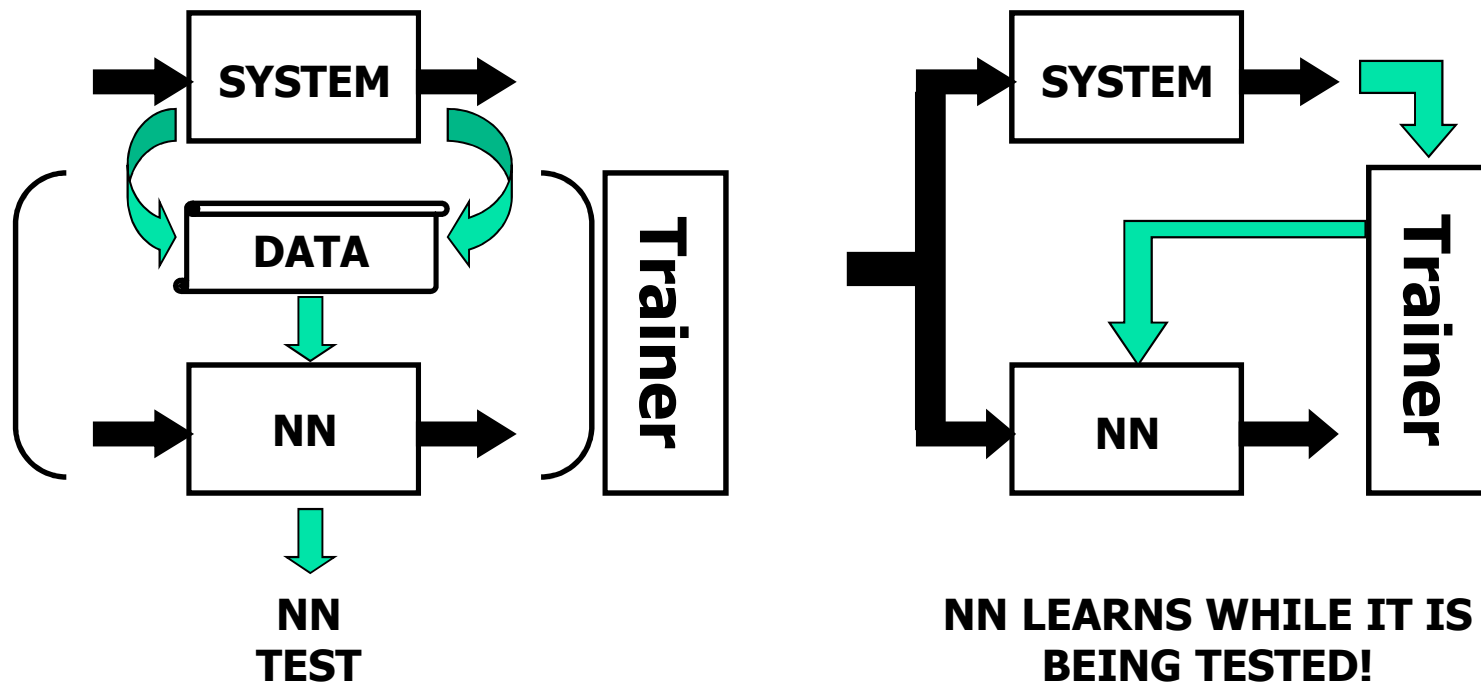 SYSTEM
DATA
NN
Trainer
NN
TEST
SYSTEM
NN
Trainer
NN LEARNS WHILE IT IS
BEING TESTED!